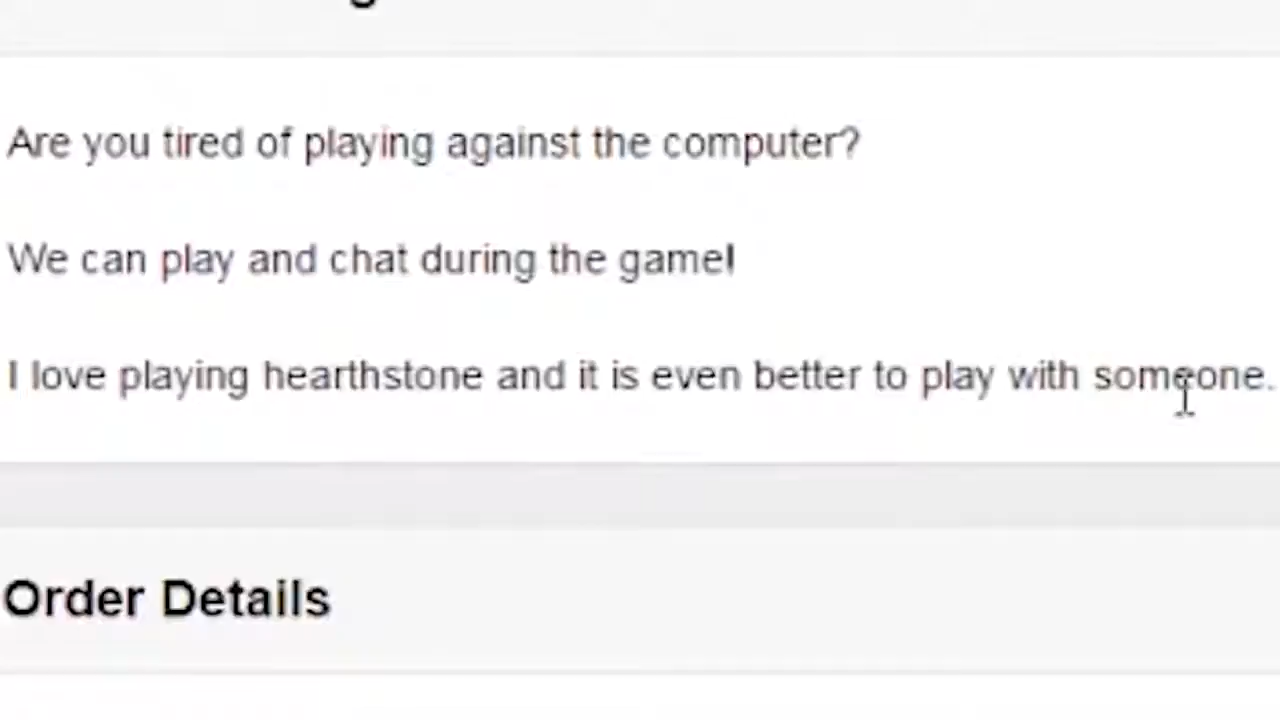 Are you tired of playing against the computer?
We can play and chat during the game!
I love playing hearthstone and it is even better to play with someone.
Order Details